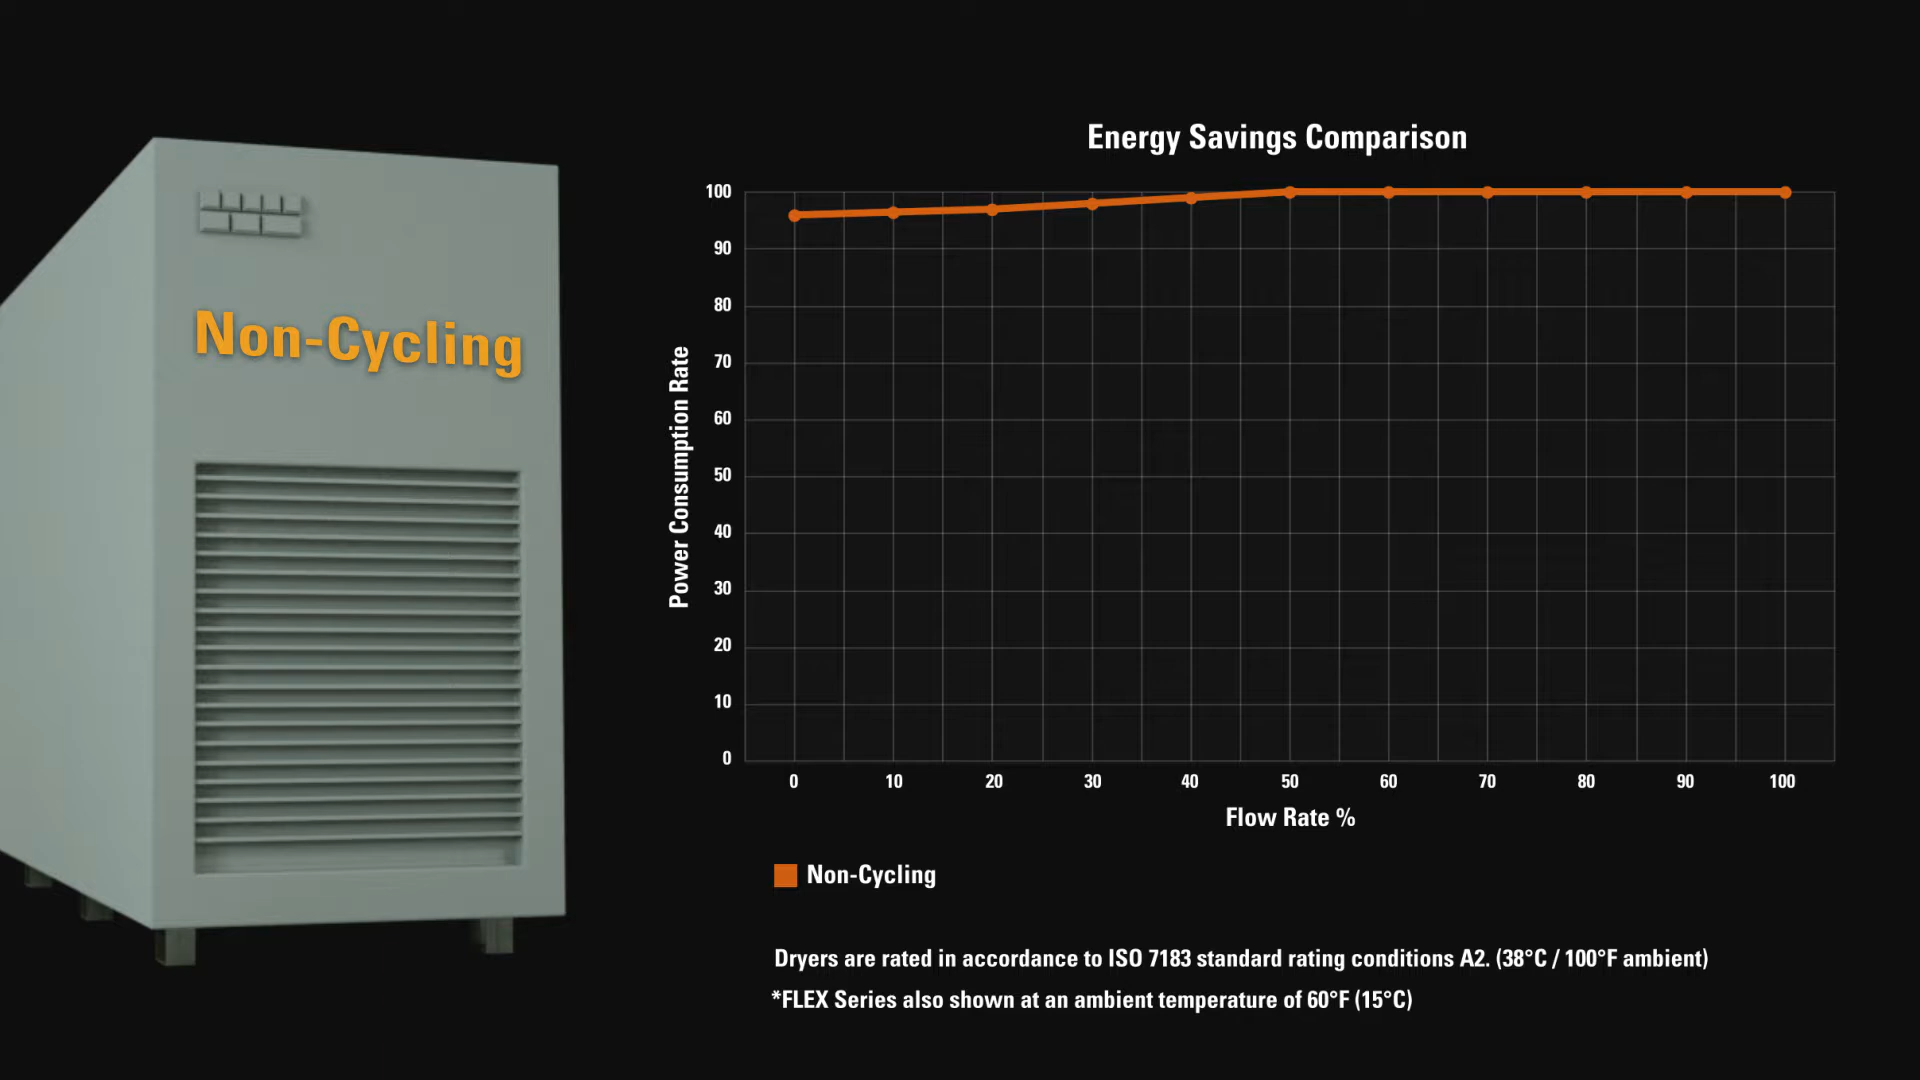 Non-Cycling
Energy Savings Comparison
100
90
80
70
60
50
40
30
20
10
0
Power Consumption Rate
0 10 20 30 40 50 60 70 80 90 100
Flow Rate %
Non-Cycling
Dryers are rated in accordance to ISO 7183 standard rating conditions A2. (38°C / 100°F ambient)
*FLEX Series also shown at an ambient temperature of 60°F (15°C)